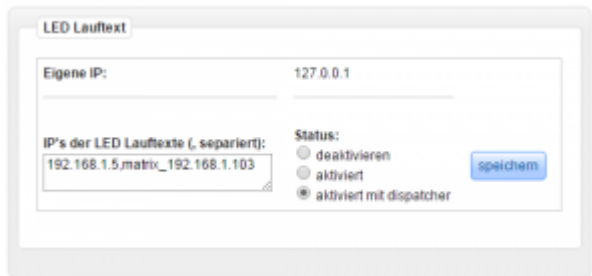 LED Lauftext
Eigene IP: 127.0.0.1
IP's der LED Lauftexte (, separiert):
192.168.1.5,matrix_192.168.1.103
Status:
deaktivieren
aktiviert
aktiviert mit dispatcher
speichern